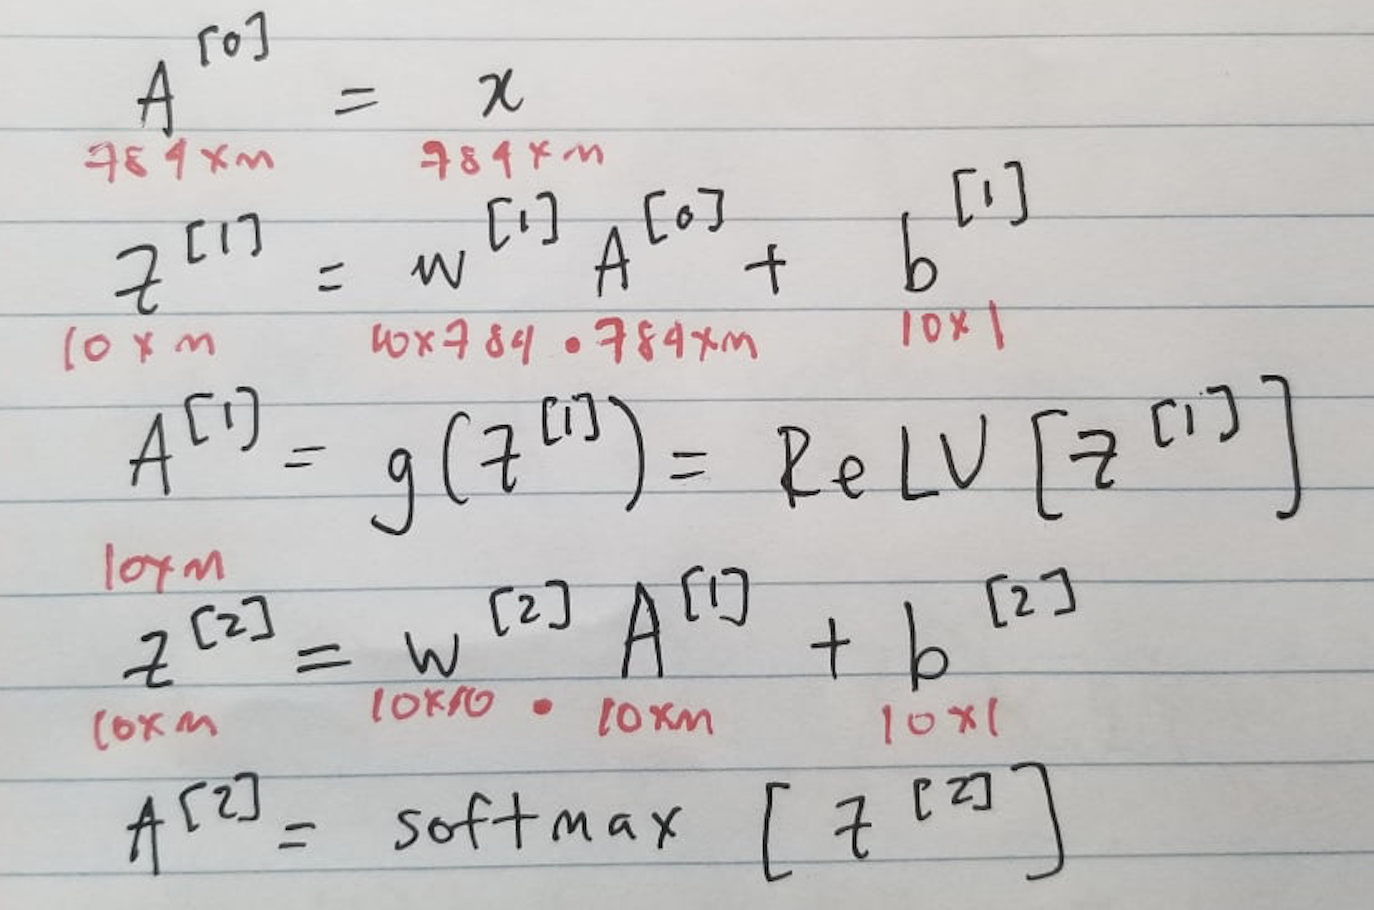 A^[0] = x
784×m 784×m
Z^[1] = w^[1] A^[0] + b^[1]
10×m 10×784 • 784×m 10×1
A^[1] = g(Z^[1]) = ReLU [Z^[1]]
10×m
Z^[2] = w^[2] A^[1] + b^[2]
10×m 10×10 • 10×m 10×1
A^[2] = softmax [Z^[2]]